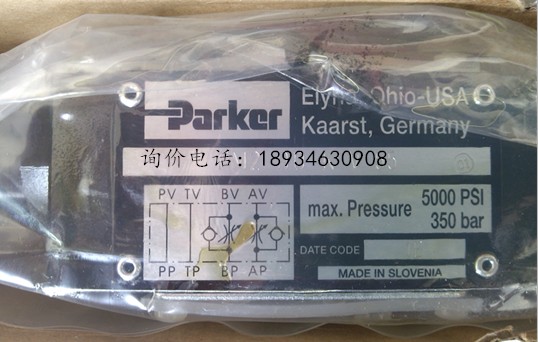 Parker
Elyria, Ohio-USA
Kaarst, Germany
询价电话：18934630908
PV TV BV AV
PP TP BP AP
max. Pressure 5000 PSI
350 bar
DATE CODE
MADE IN SLOVENIA